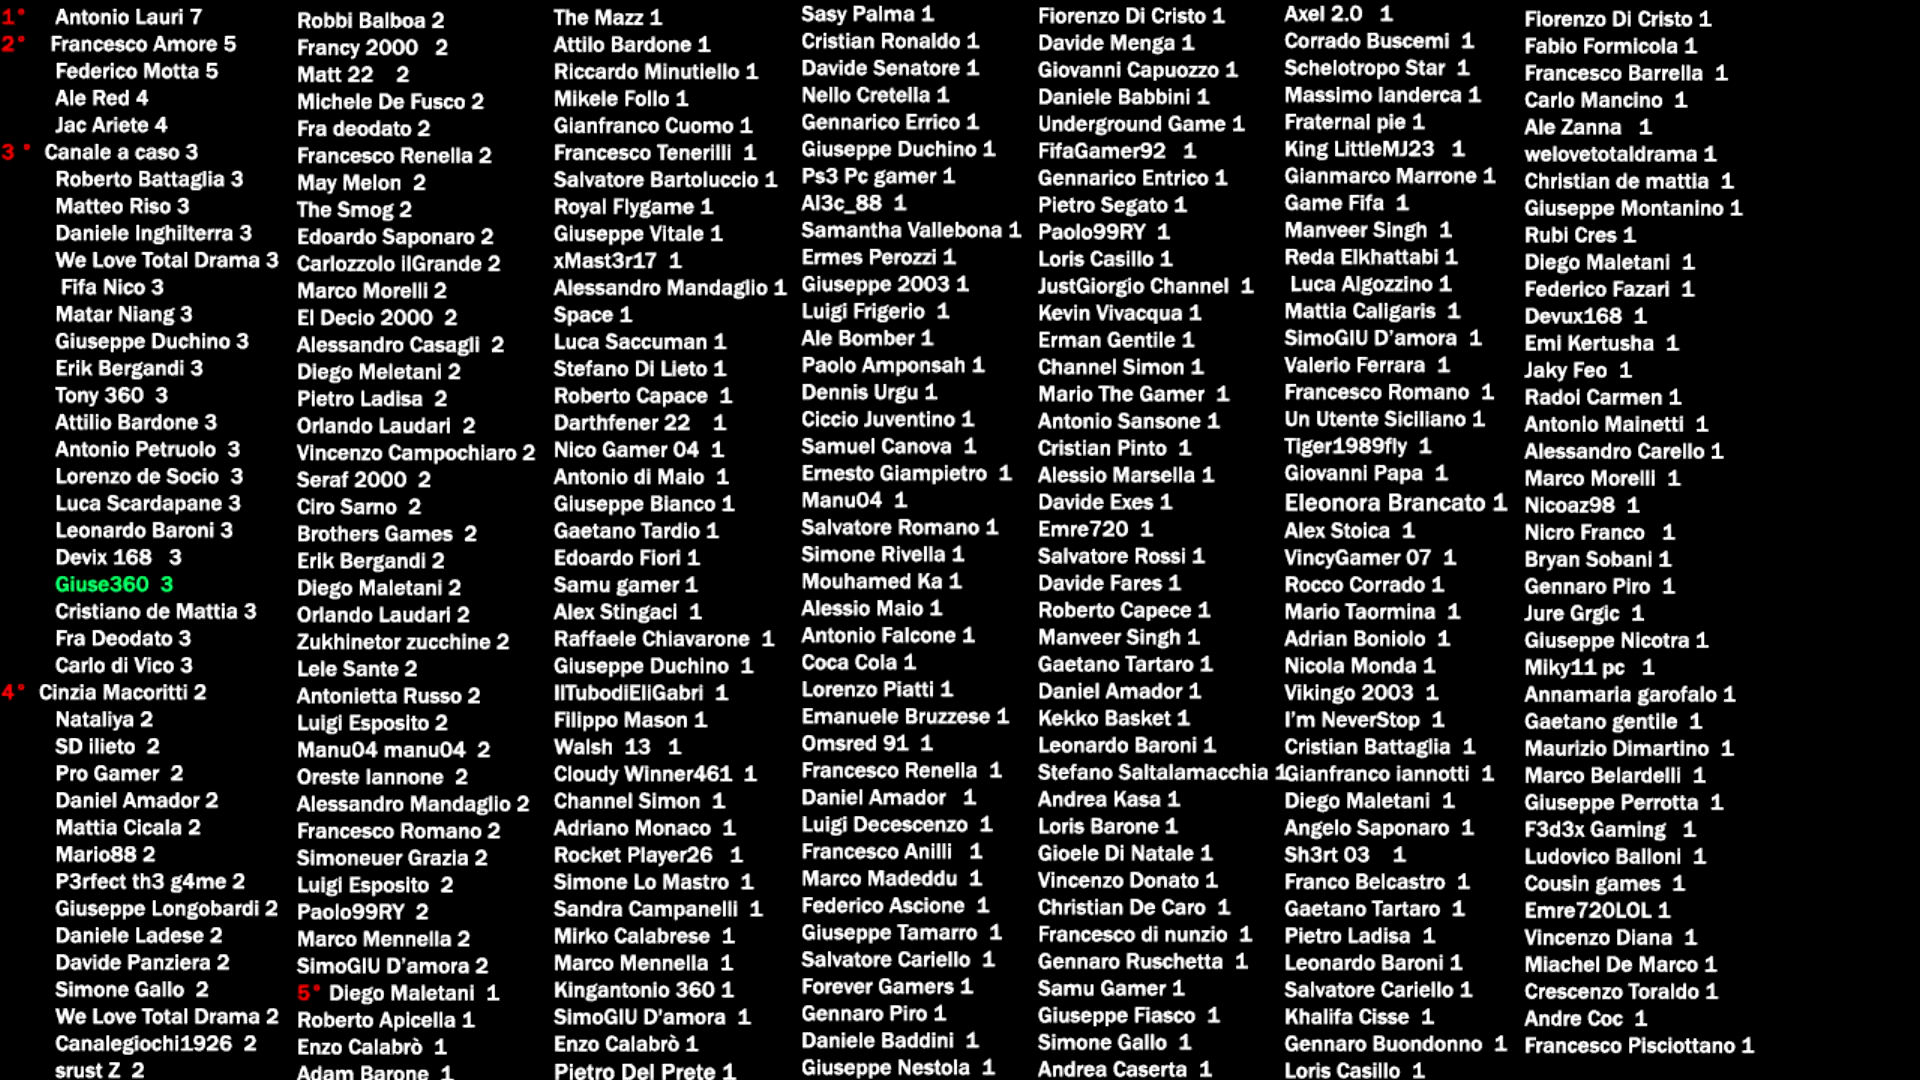 1° Antonio Lauri 7
2° Francesco Amore 5
Federico Motta 5
Ale Red 4
Jac Ariete 4
3 ° Canale a caso 3
Roberto Battaglia 3
Matteo Riso 3
Daniele Inghilterra 3
We Love Total Drama 3
Fifa Nico 3
Matar Niang 3
Giuseppe Duchino 3
Erik Bergandi 3
Tony 360 3
Attilio Bardone 3
Antonio Petruolo 3
Lorenzo de Socio 3
Luca Scardapane 3
Leonardo Baroni 3
Devix 168 3
Giuse360 3
Cristiano de Mattia 3
Fra Deodato 3
Carlo di Vico 3
4° Cinzia Macoritti 2
Nataliya 2
SD ilieto 2
Pro Gamer 2
Daniel Amador 2
Mattia Cicala 2
Mario88 2
P3rfect th3 g4me 2
Giuseppe Longobardi 2
Daniele Ladese 2
Davide Panziera 2
Simone Gallo 2
We Love Total Drama 2
Canalegiochi1926 2
srust Z 2
Robbi Balboa 2
Francy 2000 2
Matt 22 2
Michele De Fusco 2
Fra deodato 2
Francesco Renella 2
May Melon 2
The Smog 2
Edoardo Saponaro 2
Carlozzolo ilGrande 2
Marco Morelli 2
El Decio 2000 2
Alessandro Casagli 2
Diego Meletani 2
Pietro Ladisa 2
Orlando Laudari 2
Vincenzo Campochiaro 2
Seraf 2000 2
Ciro Sarno 2
Brothers Games 2
Erik Bergandi 2
Diego Maletani 2
Orlando Laudari 2
Zukhinetor zucchine 2
Lele Sante 2
Antonietta Russo 2
Luigi Esposito 2
Manu04 manu04 2
Oreste Iannone 2
Alessandro Mandaglio 2
Francesco Romano 2
Simoneuer Grazia 2
Luigi Esposito 2
Paolo99RY 2
Marco Mennella 2
SimoGIU D'amora 2
5° Diego Maletani 1
Roberto Apicella 1
Enzo Calabrò 1
Adam Barone 1
The Mazz 1
Attilo Bardone 1
Riccardo Minutiello 1
Mikele Follo 1
Gianfranco Cuomo 1
Francesco Tenerilli 1
Salvatore Bartoluccio 1
Royal Flygame 1
Giuseppe Vitale 1
xMast3r17 1
Alessandro Mandaglio 1
Space 1
Luca Saccuman 1
Stefano Di Lieto 1
Roberto Capace 1
Darthfener 22 1
Nico Gamer 04 1
Antonio di Maio 1
Giuseppe Bianco 1
Gaetano Tardio 1
Edoardo Fiori 1
Samu gamer 1
Alex Stingaci 1
Raffaele Chiavarone 1
Giuseppe Duchino 1
IlTubodiEliGabri 1
Filippo Mason 1
Walsh 13 1
Cloudy Winner461 1
Channel Simon 1
Adriano Monaco 1
Rocket Player26 1
Simone Lo Mastro 1
Sandra Campanelli 1
Mirko Calabrese 1
Marco Mennella 1
Kingantonio 360 1
SimoGIU D'amora 1
Enzo Calabrò 1
Pietro Del Prete 1
Sasy Palma 1
Cristian Ronaldo 1
Davide Senatore 1
Nello Cretella 1
Gennarico Errico 1
Giuseppe Duchino 1
Ps3 Pc gamer 1
Al3c_88 1
Samantha Vallebona 1
Ermes Perozzi 1
Giuseppe 2003 1
Luigi Frigerio 1
Ale Bomber 1
Paolo Amponsah 1
Dennis Urgu 1
Ciccio Juventino 1
Samuel Canova 1
Ernesto Giampietro 1
Manu04 1
Salvatore Romano 1
Simone Rivella 1
Mouhamed Ka 1
Alessio Maio 1
Antonio Falcone 1
Coca Cola 1
Lorenzo Piatti 1
Emanuele Bruzzese 1
Omsred 91 1
Francesco Renella 1
Daniel Amador 1
Luigi Decescenzo 1
Francesco Anilli 1
Marco Madeddu 1
Federico Ascione 1
Giuseppe Tamarro 1
Salvatore Cariello 1
Forever Gamers 1
Gennaro Piro 1
Daniele Baddini 1
Giuseppe Nestola 1
Fiorenzo Di Cristo 1
Davide Menga 1
Giovanni Capuozzo 1
Daniele Babbini 1
Underground Game 1
FifaGamer92 1
Gennarico Entrico 1
Pietro Segato 1
Paolo99RY 1
Loris Casillo 1
JustGiorgio Channel 1
Kevin Vivacqua 1
Erman Gentile 1
Channel Simon 1
Mario The Gamer 1
Antonio Sansone 1
Cristian Pinto 1
Alessio Marsella 1
Davide Exes 1
Emre720 1
Salvatore Rossi 1
Davide Fares 1
Roberto Capece 1
Manveer Singh 1
Gaetano Tartaro 1
Daniel Amador 1
Kekko Basket 1
Leonardo Baroni 1
Stefano Saltalamacchia 1
Andrea Kasa 1
Loris Barone 1
Gioele Di Natale 1
Vincenzo Donato 1
Christian De Caro 1
Francesco di nunzio 1
Gennaro Ruschetta 1
Samu Gamer 1
Giuseppe Fiasco 1
Simone Gallo 1
Andrea Caserta 1
Axel 2.0 1
Corrado Buscemi 1
Schelotropo Star 1
Massimo landerca 1
Fraternal pie 1
King LittleMJ23 1
Gianmarco Marrone 1
Game Fifa 1
Manveer Singh 1
Reda Elkhattabi 1
Luca Algozzino 1
Mattia Caligaris 1
SimoGIU D'amora 1
Valerio Ferrara 1
Francesco Romano 1
Un Utente Siciliano 1
Tiger1989fly 1
Giovanni Papa 1
Eleonora Brancato 1
Alex Stoica 1
VincyGamer 07 1
Rocco Corrado 1
Mario Taormina 1
Adrian Boniolo 1
Nicola Monda 1
Vikingo 2003 1
I'm NeverStop 1
Cristian Battaglia 1
Gianfranco iannotti 1
Diego Maletani 1
Angelo Saponaro 1
Sh3rt 03 1
Franco Belcastro 1
Gaetano Tartaro 1
Pietro Ladisa 1
Leonardo Baroni 1
Salvatore Cariello 1
Khalifa Cisse 1
Gennaro Buondonno 1
Loris Casillo 1
Fiorenzo Di Cristo 1
Fabio Formicola 1
Francesco Barrella 1
Carlo Mancino 1
Ale Zanna 1
welovetotaldrama 1
Christian de mattia 1
Giuseppe Montanino 1
Rubi Cres 1
Diego Maletani 1
Federico Fazari 1
Devux168 1
Emi Kertusha 1
Jaky Feo 1
Radoi Carmen 1
Antonio Mainetti 1
Alessandro Carello 1
Marco Morelli 1
Nicoaz98 1
Nicro Franco 1
Bryan Sobani 1
Gennaro Piro 1
Jure Grgic 1
Giuseppe Nicotra 1
Miky11 pc 1
Annamaria garofalo 1
Gaetano gentile 1
Maurizio Dimartino 1
Marco Belardelli 1
Giuseppe Perrotta 1
F3d3x Gaming 1
Ludovico Balloni 1
Cousin games 1
Emre720LOL 1
Vincenzo Diana 1
Miachel De Marco 1
Crescenzo Toraldo 1
Andre Coc 1
Francesco Pisciottano 1